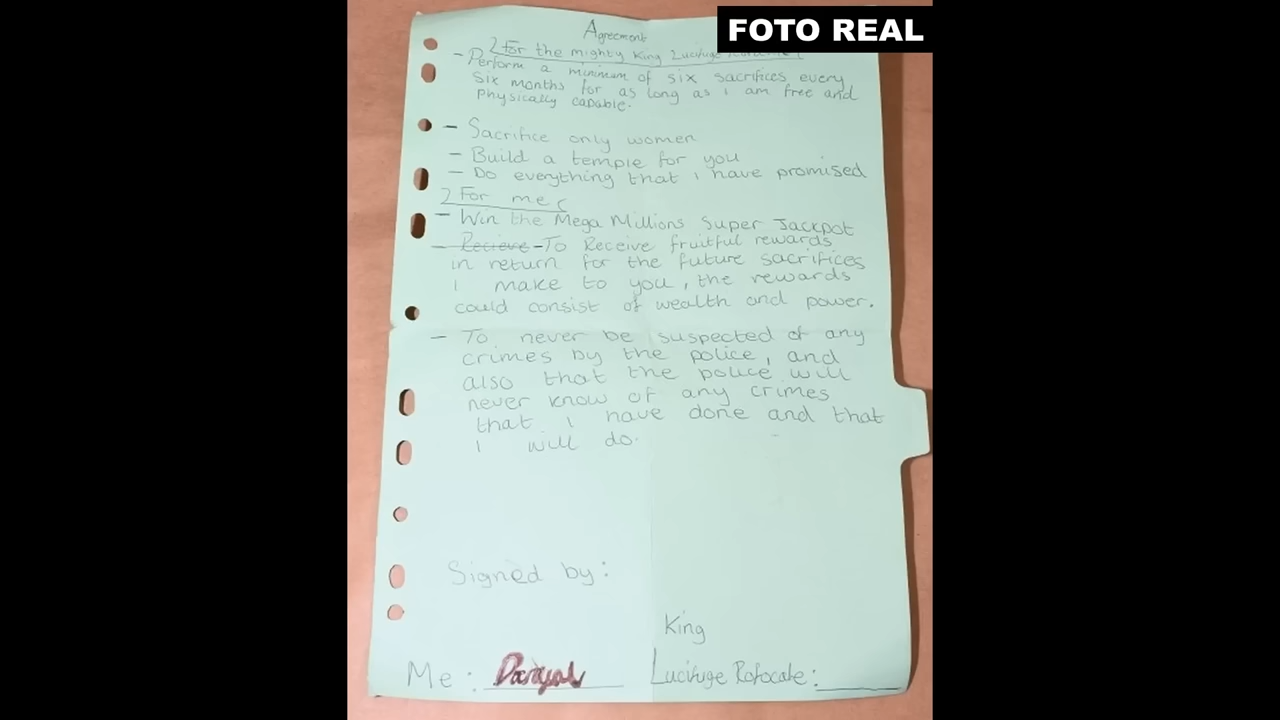 FOTO REAL
Agreement
For the mighty King Lucifuge
- Perform a minimum of six sacrifices every
six months for as long as i am free and
physically capable.
- Sacrifice only women
- Build a temple for you
- Do everything that i have promised
For me
- Win the Mega Millions Super Jackpot
- Recieve - To Receive fruitful rewards
in return for the future sacrifices
i make to you, the rewards
could consist of wealth and power.
- To never be suspected of any
crimes by the police, and
also that the police will
never know of any crimes
that i have done and that
i will do.
Signed by:
King
Me: Lucifuge Rofocale: